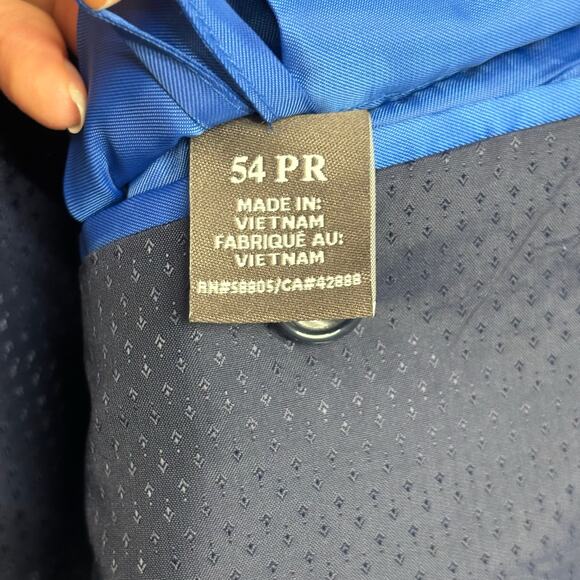 54 PR
MADE IN:
VIETNAM
FABRIQUÉ AU:
VIETNAM
RN#58805/CA#42888